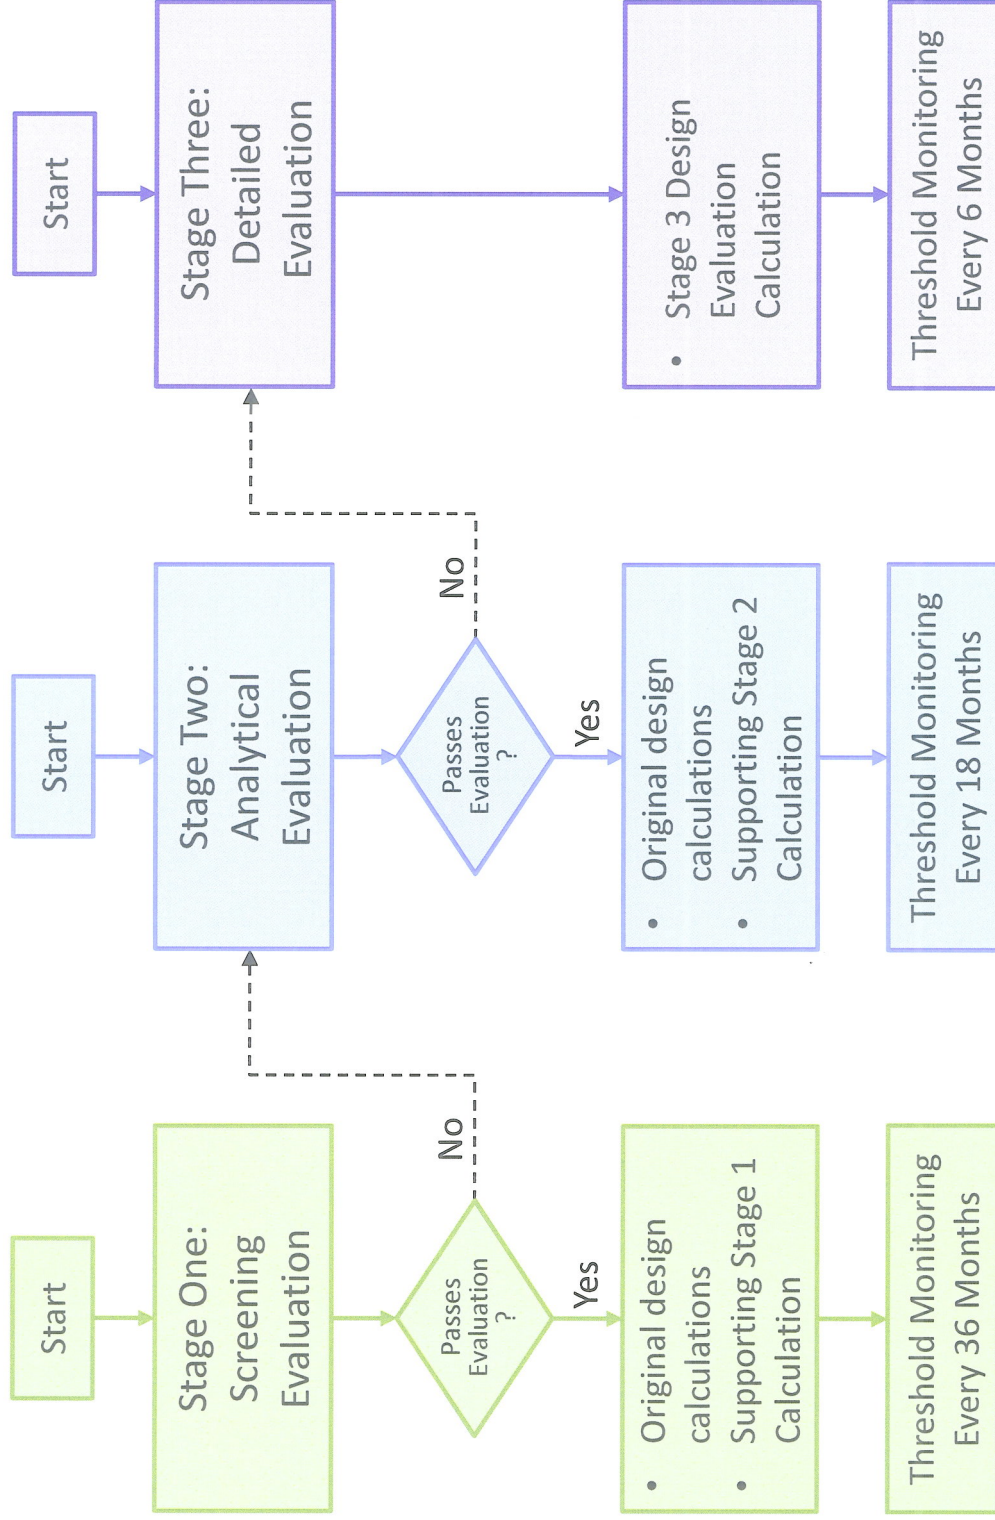 Start
Stage One:
Screening
Evaluation
Passes
Evaluation
?
No
Yes
• Original design
calculations
• Supporting Stage 1
Calculation
Threshold Monitoring
Every 36 Months
Start
Stage Two:
Analytical
Evaluation
Passes
Evaluation
?
No
Yes
• Original design
calculations
• Supporting Stage 2
Calculation
Threshold Monitoring
Every 18 Months
Start
Stage Three:
Detailed
Evaluation
• Stage 3 Design
Evaluation
Calculation
Threshold Monitoring
Every 6 Months